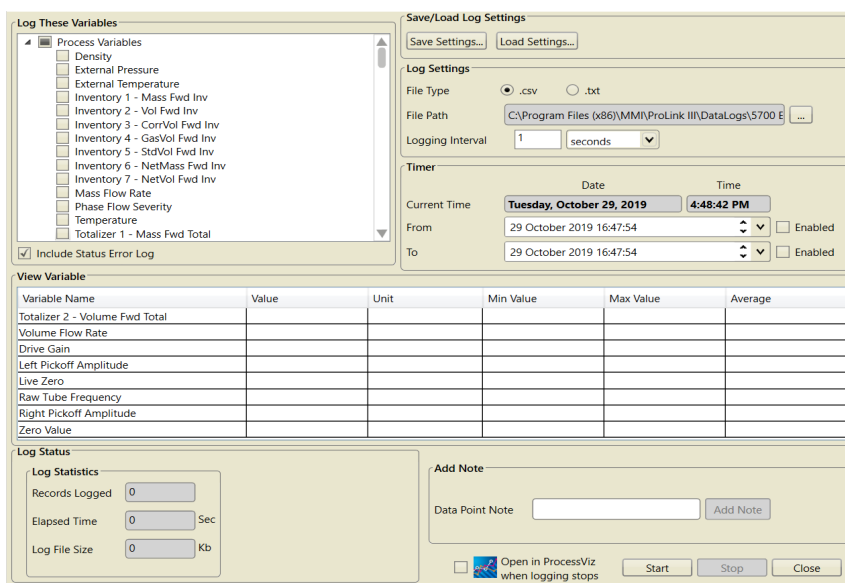 Log These Variables
Process Variables
Density
External Pressure
External Temperature
Inventory 1 - Mass Fwd Inv
Inventory 2 - Vol Fwd Inv
Inventory 3 - CorrVol Fwd Inv
Inventory 4 - GasVol Fwd Inv
Inventory 5 - StdVol Fwd Inv
Inventory 6 - NetMass Fwd Inv
Inventory 7 - NetVol Fwd Inv
Mass Flow Rate
Phase Flow Severity
Temperature
Totalizer 1 - Mass Fwd Total
Include Status Error Log
Save/Load Log Settings
Save Settings... Load Settings...
Log Settings
File Type .csv .txt
File Path C:\Program Files (x86)\MMI\ProLink III\DataLogs\5700 E ...
Logging Interval 1 seconds
Timer
Date Time
Current Time Tuesday, October 29, 2019 4:48:42 PM
From 29 October 2019 16:47:54 Enabled
To 29 October 2019 16:47:54 Enabled
View Variable
Variable Name Value Unit Min Value Max Value Average
Totalizer 2 - Volume Fwd Total
Volume Flow Rate
Drive Gain
Left Pickoff Amplitude
Live Zero
Raw Tube Frequency
Right Pickoff Amplitude
Zero Value
Log Status
Log Statistics
Records Logged 0
Elapsed Time 0 Sec
Log File Size 0 Kb
Add Note
Data Point Note Add Note
Open in ProcessViz
when logging stops
Start Stop Close